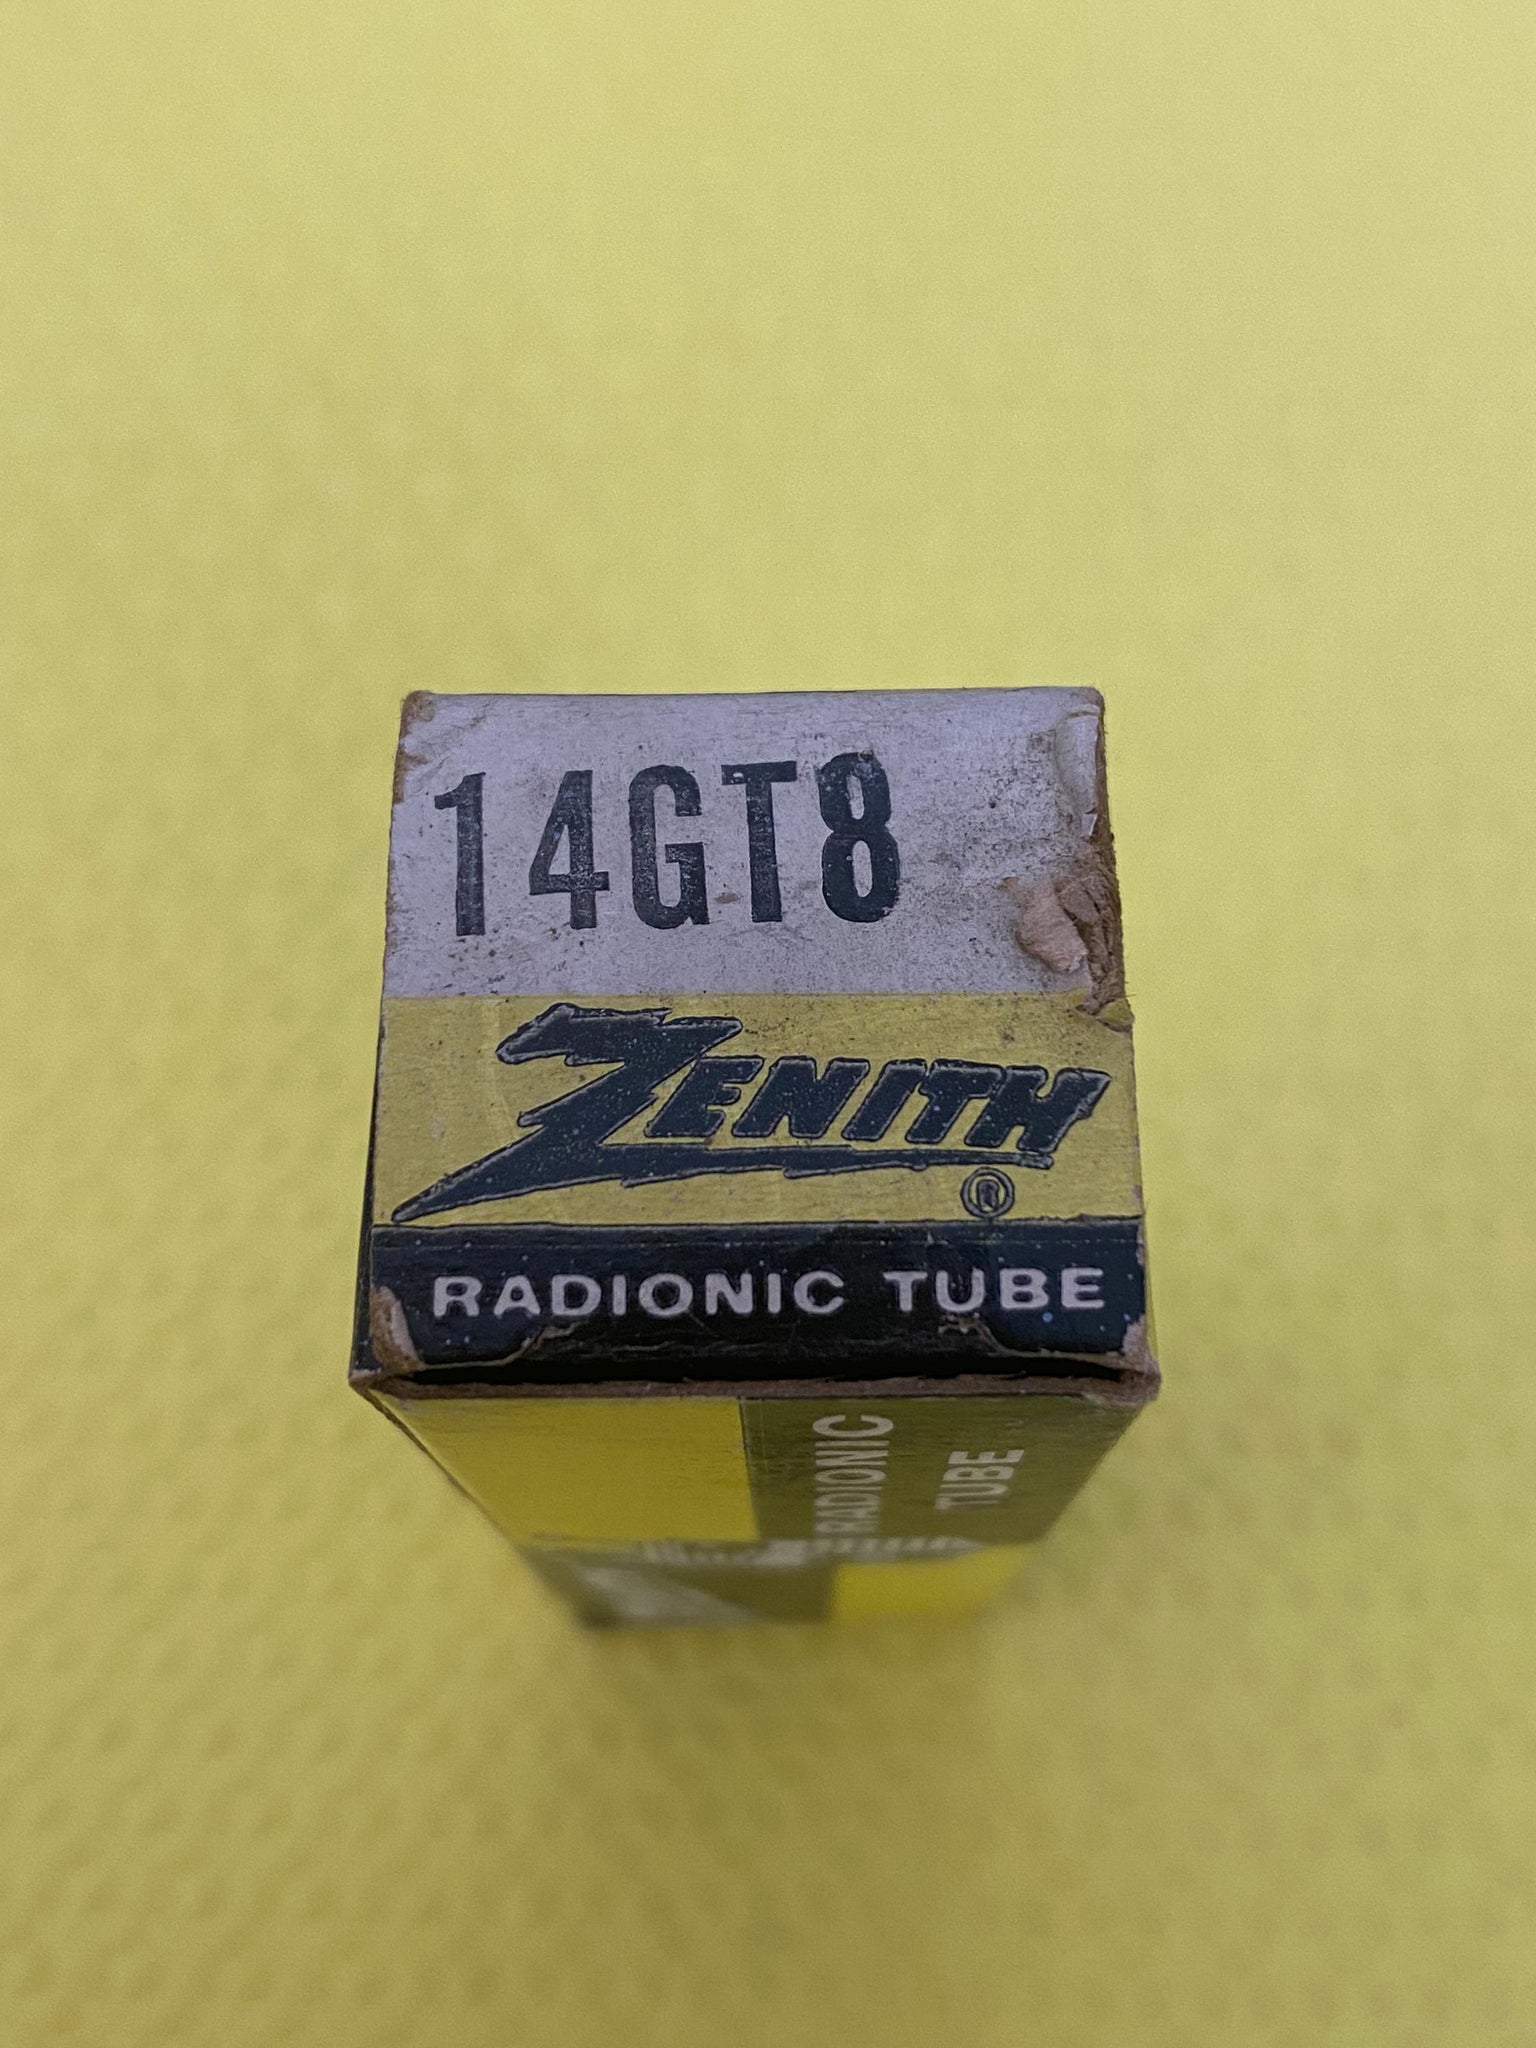 14GT8
ZENITH
®
RADIONIC TUBE
RADIONIC
TUBE